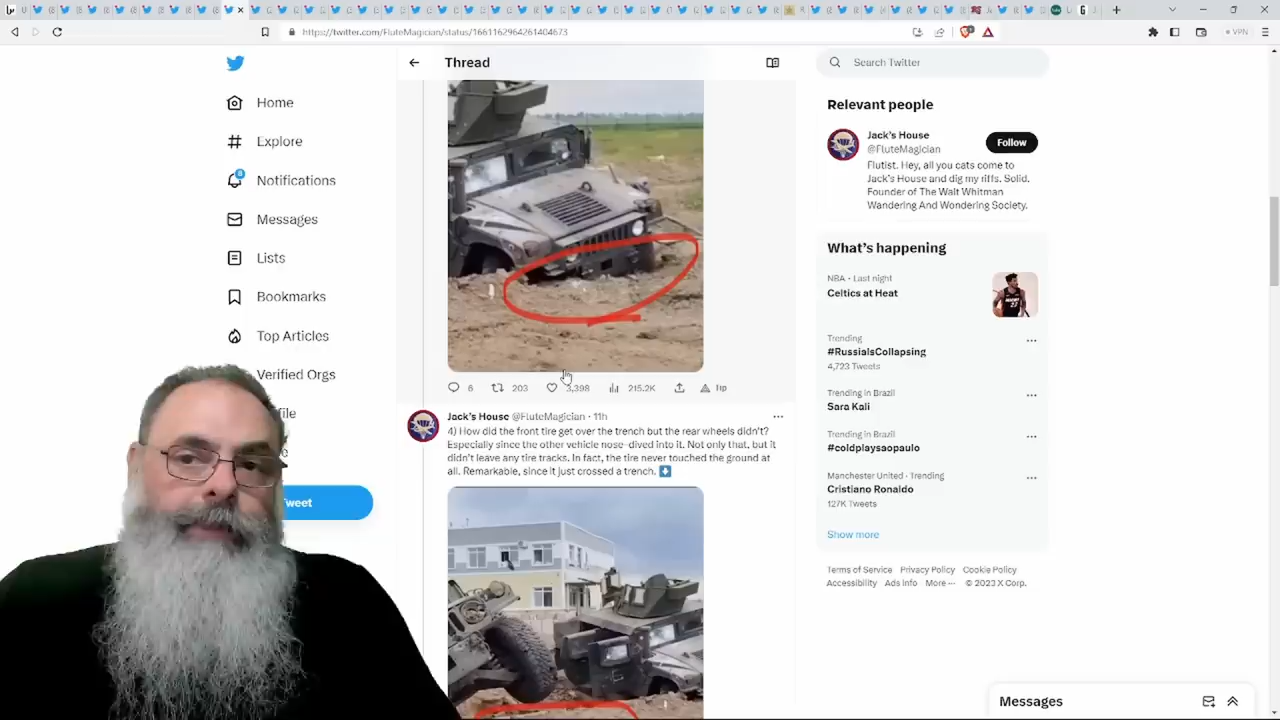 https://twitter.com/FluteMagician/status/1661162964261404673
VPN
Home
Explore
8
Notifications
Messages
Lists
Bookmarks
Top Articles
Verified Orgs
Tweet
Thread
6
203
3,398
215.2K
Tip
Jack's House @FluteMagician · 11h
4) How did the front tire get over the trench but the rear wheels didn't?
Especially since the other vehicle nose-dived into it. Not only that, but it
didn't leave any tire tracks. In fact, the tire never touched the ground at
all. Remarkable, since it just crossed a trench.
Search Twitter
Relevant people
Jack's House
@FluteMagician
Follow
Flutist. Hey, all you cats come to
Jack's House and dig my riffs. Solid.
Founder of The Walt Whitman
Wandering And Wondering Society.
What's happening
NBA · Last night
Celtics at Heat
Trending
#RussiaIsCollapsing
4,723 Tweets
Trending in Brazil
Sara Kali
Trending in Brazil
#coldplaysaopaulo
Manchester United · Trending
Cristiano Ronaldo
127K Tweets
Show more
Terms of Service Privacy Policy Cookie Policy
Accessibility Ads Info More ··· © 2023 X Corp.
Messages